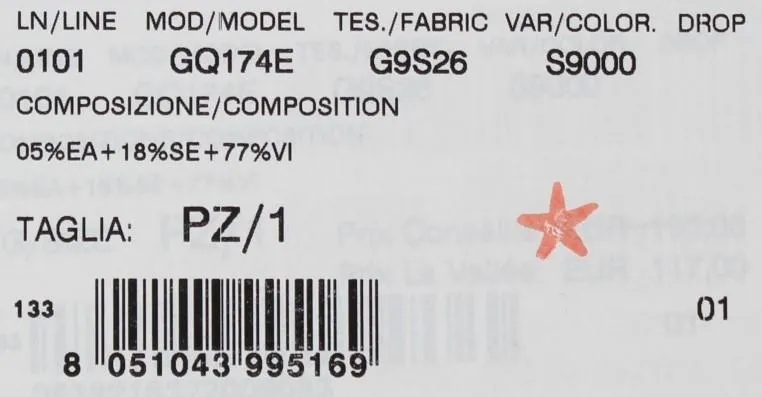 LN/LINE MOD/MODEL TES./FABRIC VAR/COLOR. DROP
0101 GQ174E G9S26 S9000
COMPOSIZIONE/COMPOSITION
05%EA+18%SE+77%VI
TAGLIA: PZ/1
133 01
8 051043 995169